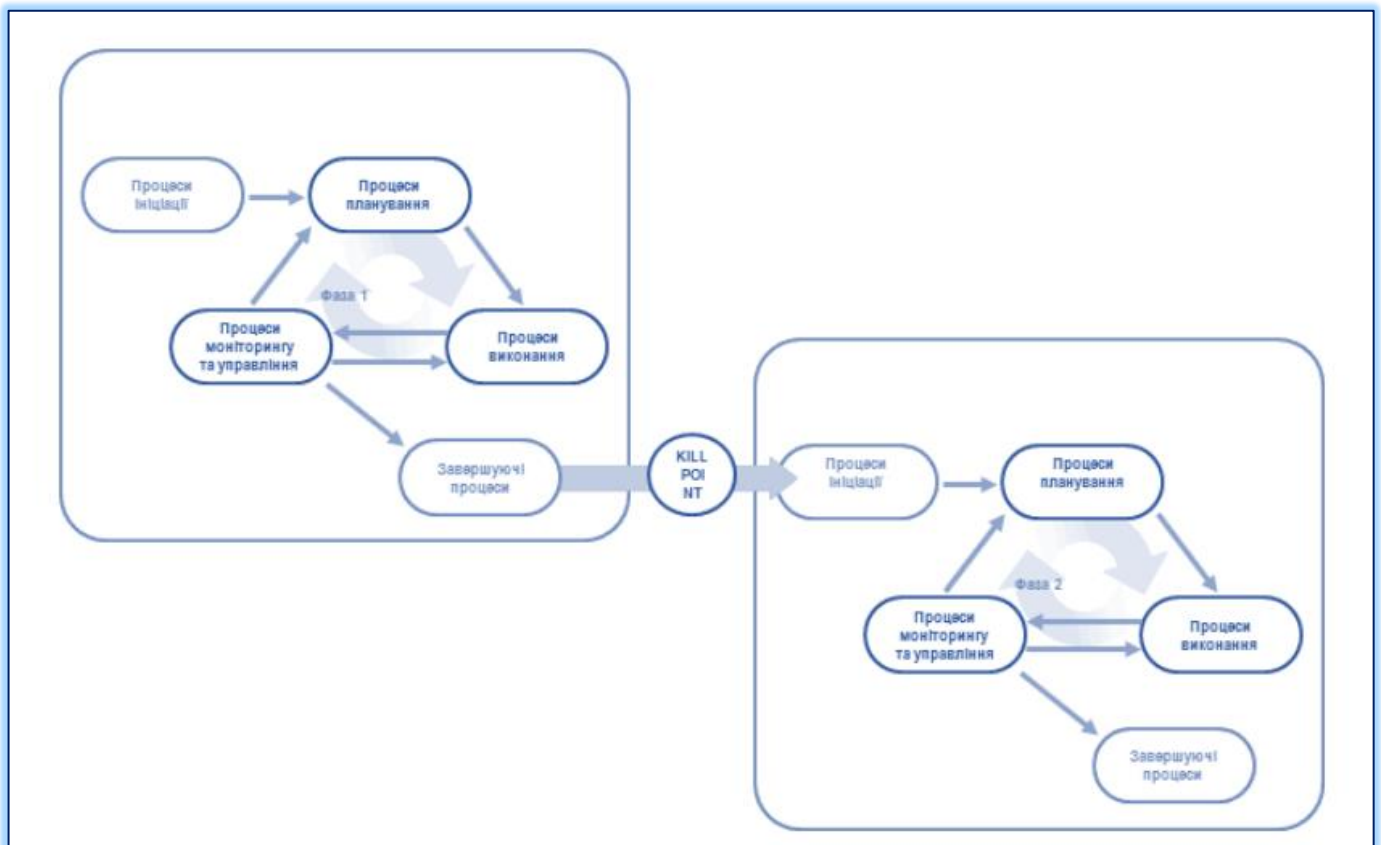 Процеси
ініціації
Процеси
планування
Фаза 1
Процеси
моніторингу
та управління
Процеси
виконання
Завершуючі
процеси
KILL
POI
NT
Процеси
ініціації
Процеси
планування
Фаза 2
Процеси
моніторингу
та управління
Процеси
виконання
Завершуючі
процеси